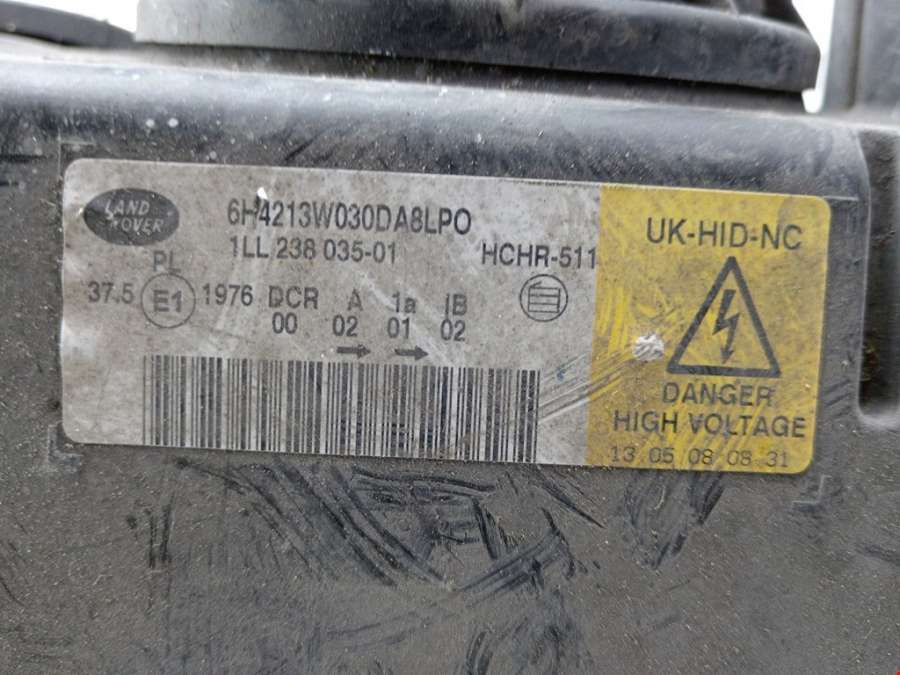 LAND
ROVER
6H4213W030DA8LPO
1LL 238 035-01
HCHR-511
PL
37.5 E1 1976 DCR A 1a IB
00 02 01 02
UK-HID-NC
DANGER
HIGH VOLTAGE
13 05 08 08 31